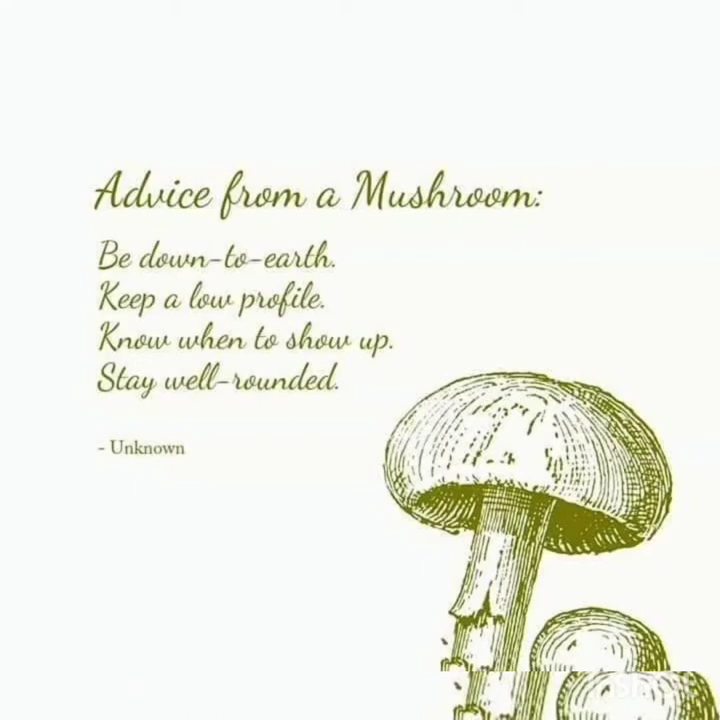 Advice from a Mushroom:
Be down-to-earth.
Keep a low profile.
Know when to show up.
Stay well-rounded.
- Unknown